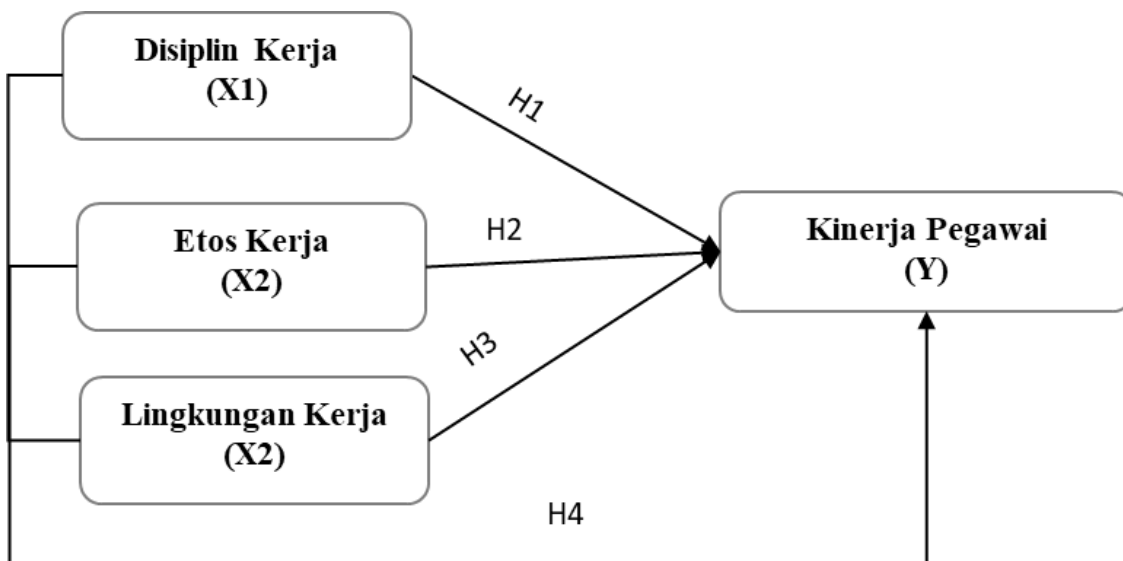 Disiplin Kerja
(X1)
H1
Etos Kerja
(X2)
H2
Kinerja Pegawai
(Y)
H3
Lingkungan Kerja
(X2)
H4